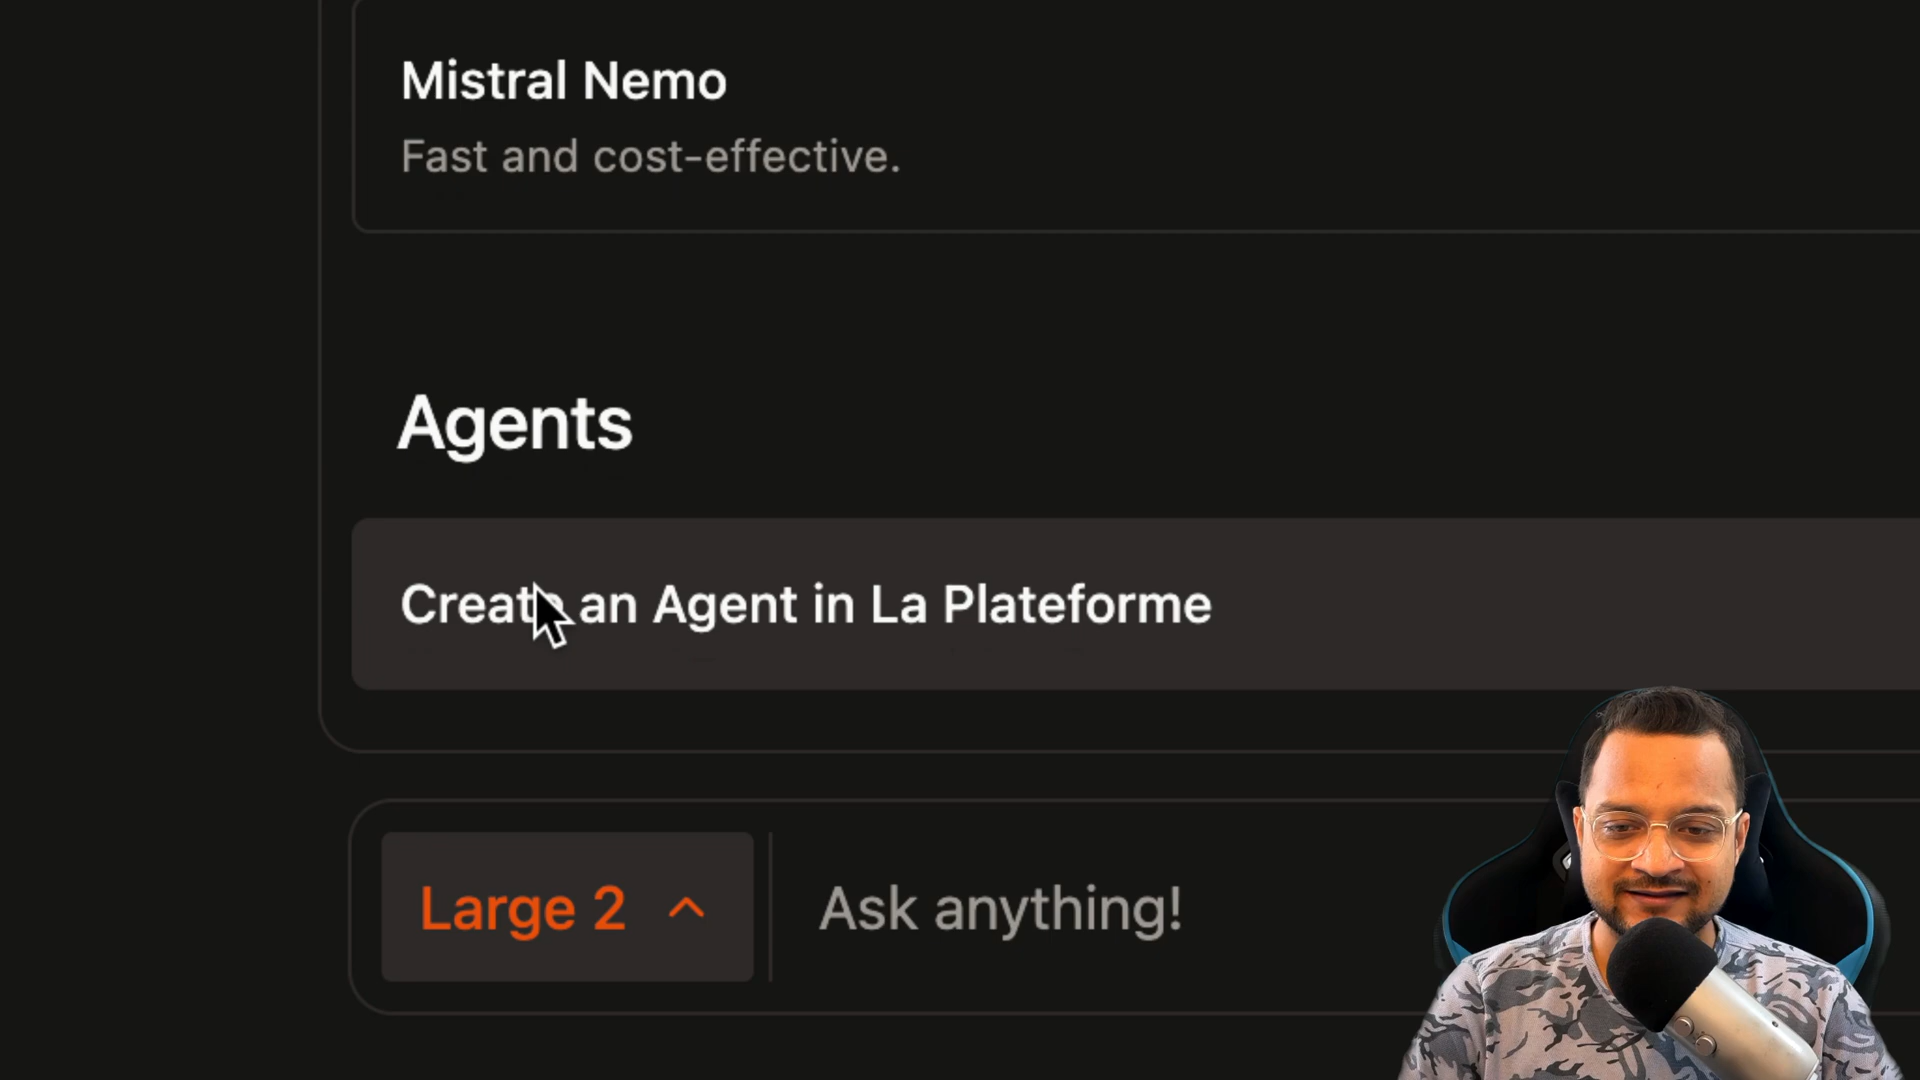 Mistral Nemo
Fast and cost-effective.
Agents
Create an Agent in La Plateforme
Large 2
Ask anything!